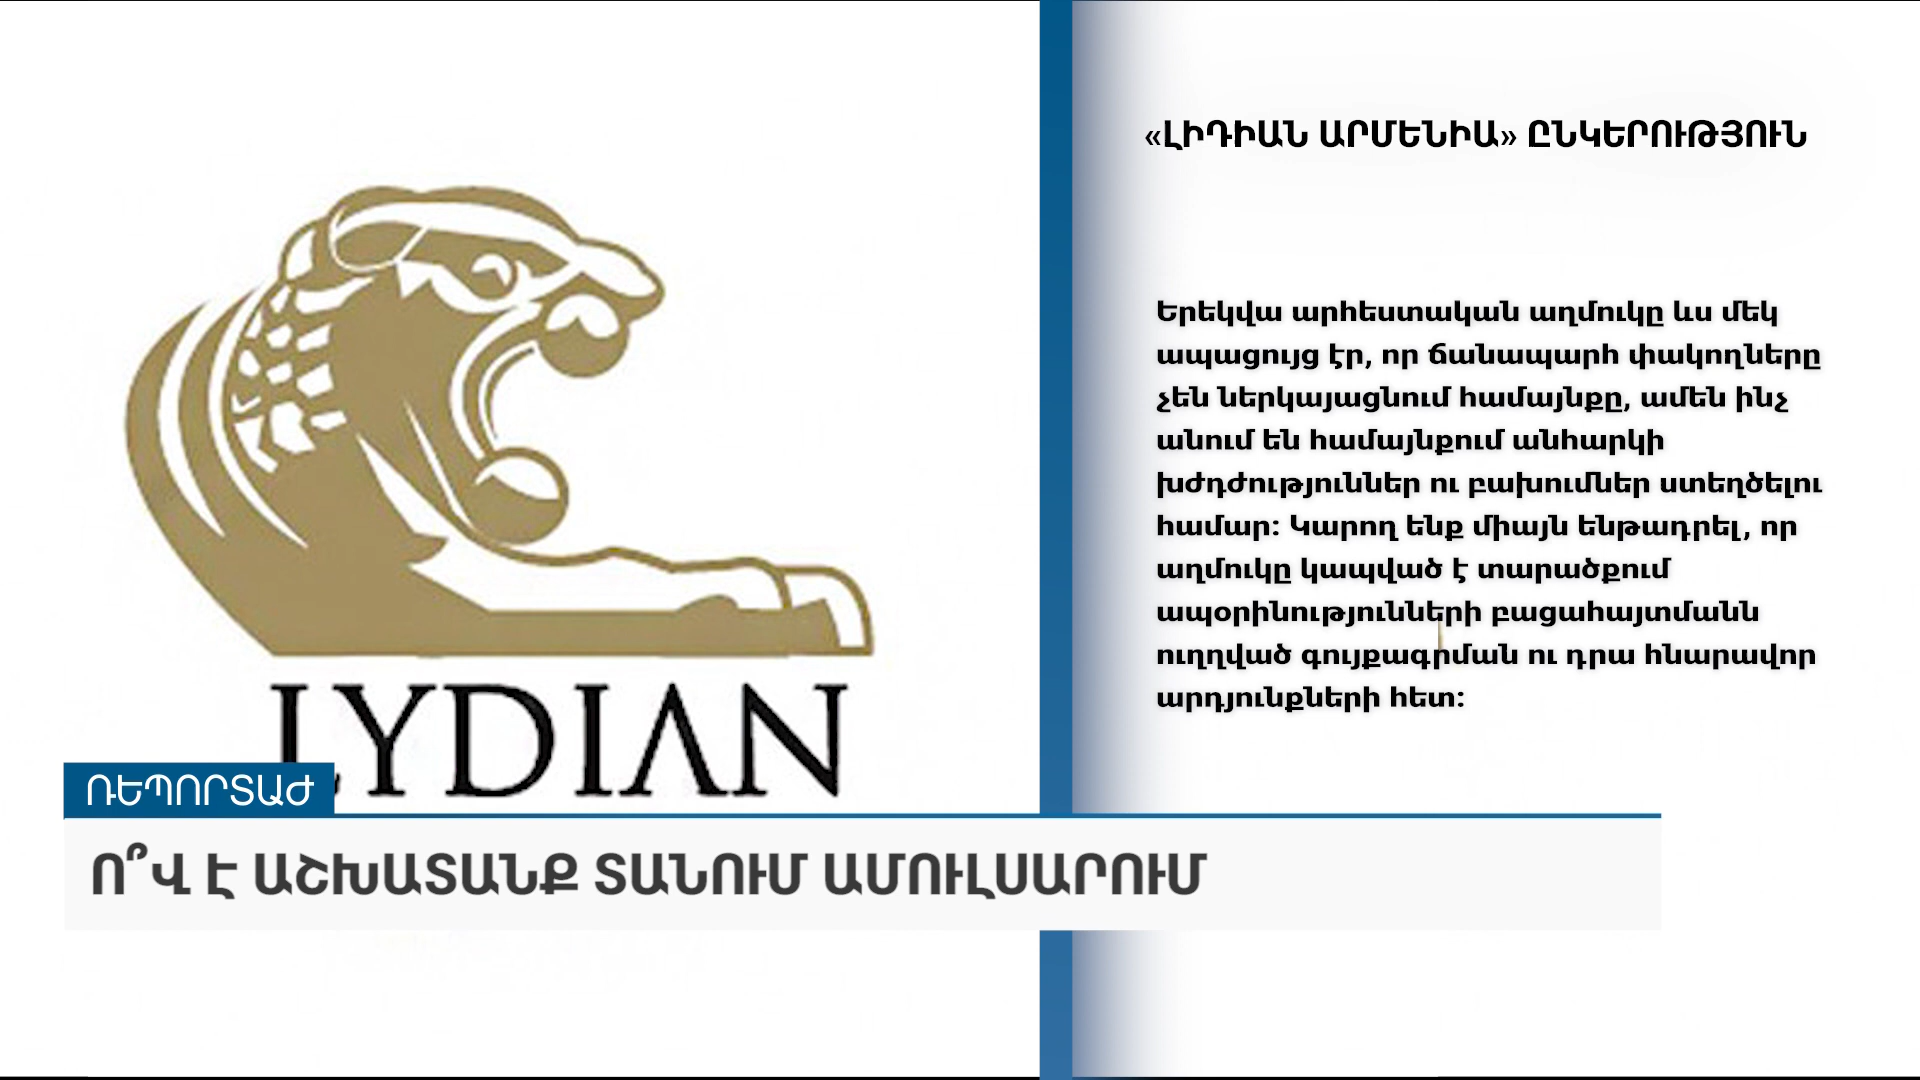 LYDIAN
«ԼԻԴԻԱՆ ԱՐՄԵՆԻԱ» ԸՆԿԵՐՈՒԹՅՈՒՆ
Երեկվա արհեստական աղմուկը ևս մեկ
ապացույց էր, որ ճանապարհ փակողները
չեն ներկայացնում համայնքը, ամեն ինչ
անում են համայնքում անհարկի
խժդժություններ ու բախումներ ստեղծելու
համար։ Կարող ենք միայն ենթադրել, որ
աղմուկը կապված է տարածքում
ապօրինությունների բացահայտմանն
ուղղված գույքագրման ու դրա հնարավոր
արդյունքների հետ։
ՌԵՊՈՐՏԱԺ
Ո՞Վ Է ԱՇԽԱՏԱՆՔ ՏԱՆՈՒՄ ԱՄՈՒԼՍԱՐՈՒՄ